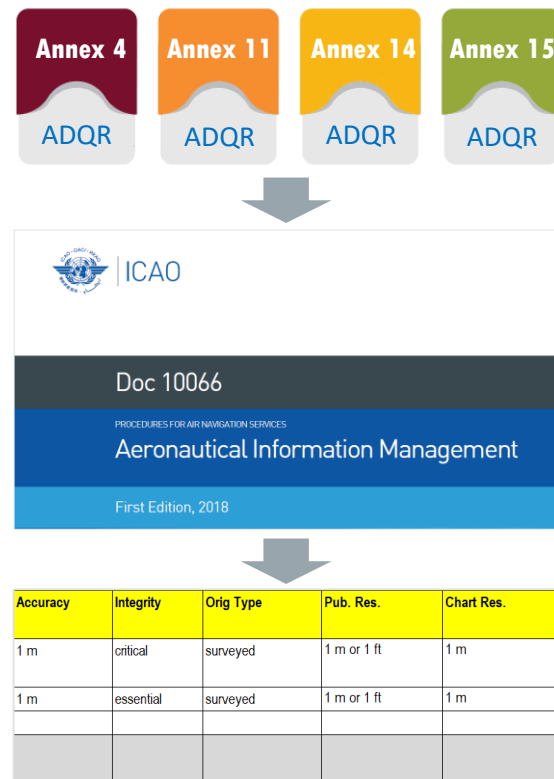 Annex 4 Annex 11 Annex 14 Annex 15
ADQR ADQR ADQR ADQR
ICAO
Doc 10066
PROCEDURES FOR AIR NAVIGATION SERVICES
Aeronautical Information Management
First Edition, 2018
Accuracy Integrity Orig Type Pub. Res. Chart Res.
1 m critical surveyed 1 m or 1 ft 1 m
1 m essential surveyed 1 m or 1 ft 1 m